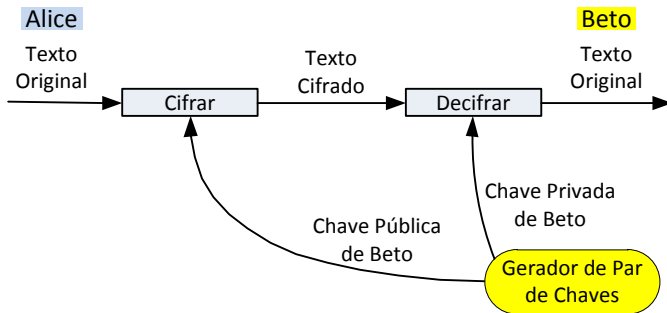 Alice
Beto
Texto
Original
Texto
Cifrado
Texto
Original
Cifrar
Decifrar
Chave Pública
de Beto
Chave Privada
de Beto
Gerador de Par
de Chaves